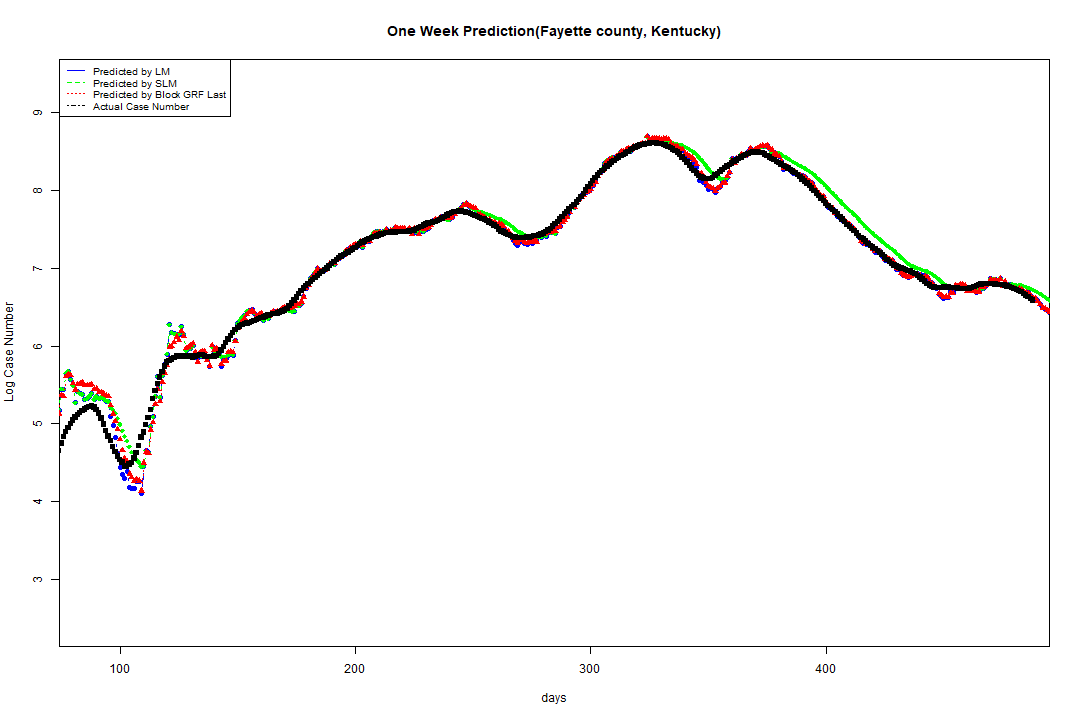 One Week Prediction(Fayette county, Kentucky)
Predicted by LM
Predicted by SLM
Predicted by Block GRF Last
Actual Case Number
9
8
7
6
5
4
3
Log Case Number
100
200
300
400
days